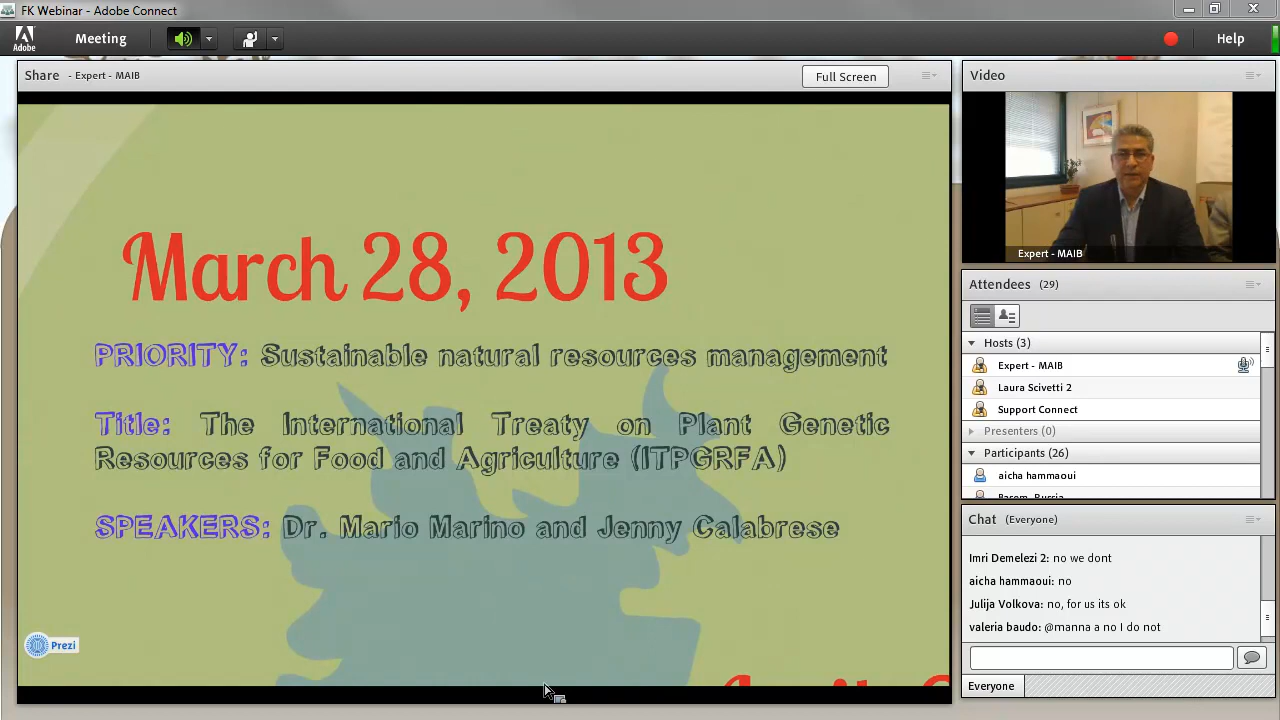 FK Webinar - Adobe Connect
Adobe
Meeting
Help
Share - Expert - MAIB
Full Screen
March 28, 2013
PRIORITY: Sustainable natural resources management
Title: The International Treaty on Plant Genetic
Resources for Food and Agriculture (ITPGRFA)
SPEAKERS: Dr. Mario Marino and Jenny Calabrese
Prezi
Video
Expert - MAIB
Attendees (29)
Hosts (3)
Expert - MAIB
Laura Scivetti 2
Support Connect
Presenters (0)
Participants (26)
aicha hammaoui
Chat (Everyone)
Imri Demelezi 2: no we dont
aicha hammaoui: no
Julija Volkova: no, for us its ok
valeria baudo: @manna a no I do not
Everyone